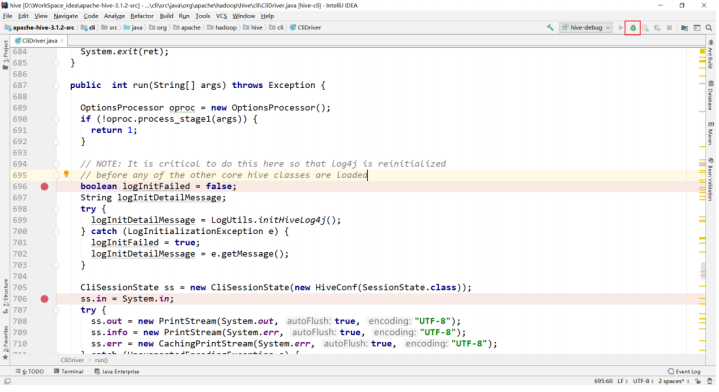 hive [D:\WorkSpace_idea\apache-hive-3.1.2-src] - ...\cli\src\java\org\apache\hadoop\hive\cli\CliDriver.java [hive-cli] - IntelliJ IDEA
File Edit View Navigate Code Analyze Refactor Build Run Tools VCS Window Help
apache-hive-3.1.2-src cli src java org apache hadoop hive cli CliDriver hive-debug
CliDriver.java
684 System.exit(ret);
685 }
686
687 public int run(String[] args) throws Exception {
688
689 OptionsProcessor oproc = new OptionsProcessor();
690 if (!oproc.process_stage1(args)) {
691 return 1;
692 }
693
694 // NOTE: It is critical to do this here so that log4j is reinitialized
695 // before any of the other core hive classes are loaded
696 boolean logInitFailed = false;
697 String logInitDetailMessage;
698 try {
699 logInitDetailMessage = LogUtils.initHiveLog4j();
700 } catch (LogInitializationException e) {
701 logInitFailed = true;
702 logInitDetailMessage = e.getMessage();
703 }
704
705 CliSessionState ss = new CliSessionState(new HiveConf(SessionState.class));
706 ss.in = System.in;
707 try {
708 ss.out = new PrintStream(System.out, autoFlush: true, encoding: "UTF-8");
709 ss.info = new PrintStream(System.err, autoFlush: true, encoding: "UTF-8");
710 ss.err = new CachingPrintStream(System.err, autoFlush: true, encoding: "UTF-8");
711 } catch (UnsupportedEncodingException e) {
CliDriver › run()
1: Project
7: Structure
2: Favorites
Ant Build
Database
Maven
Bean Validation
6: TODO Terminal Java Enterprise Event Log
695:60 LF UTF-8 2 spaces*